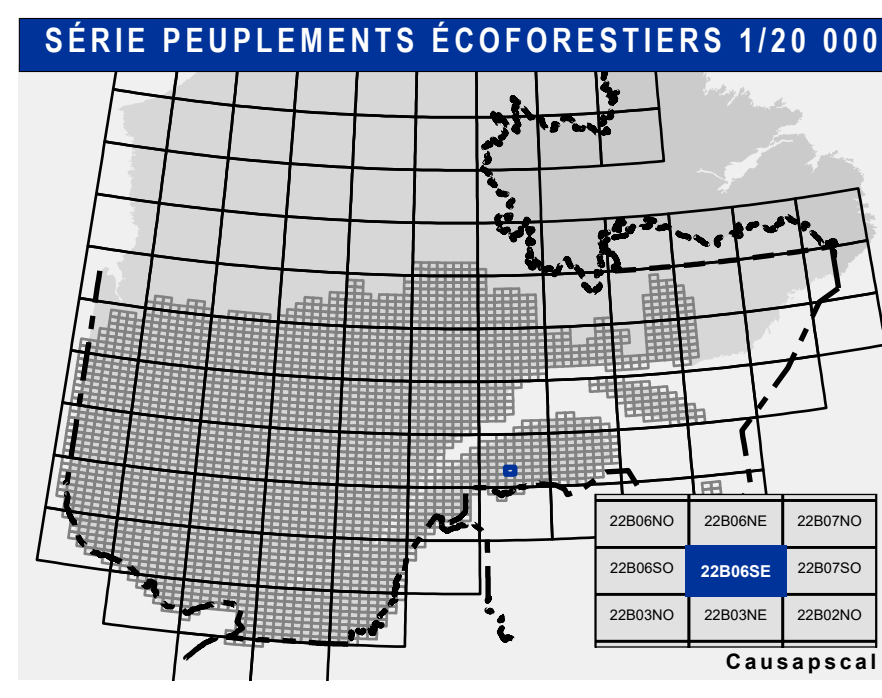 SÉRIE PEUPLEMENTS ÉCOFORESTIERS 1/20 000
22B06NO 22B06NE 22B07NO
22B06SO 22B06SE 22B07SO
22B03NO 22B03NE 22B02NO
Causapscal